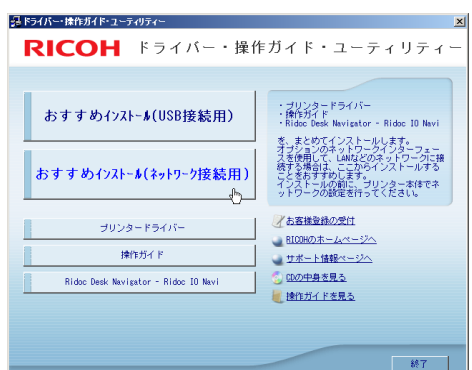 ドライバー・操作ガイド・ユーティリティー
RICOH ドライバー・操作ガイド・ユーティリティー
おすすめインストール(USB接続用)
おすすめインストール(ネットワーク接続用)
プリンタードライバー
操作ガイド
Ridoc Desk Navigator - Ridoc IO Navi
・プリンタードライバー
・操作ガイド
・Ridoc Desk Navigator - Ridoc IO Navi
を、まとめてインストールします。
オプションのネットワークインターフェー
スを使用して、LANなどのネットワークに接
続する場合は、ここからインストールする
ことをおすすめします。
インストールの前に、プリンター本体でネ
ットワークの設定を行ってください。
お客様登録の受付
RICOHのホームページへ
サポート情報ページへ
CDの中身を見る
操作ガイドを見る
終了